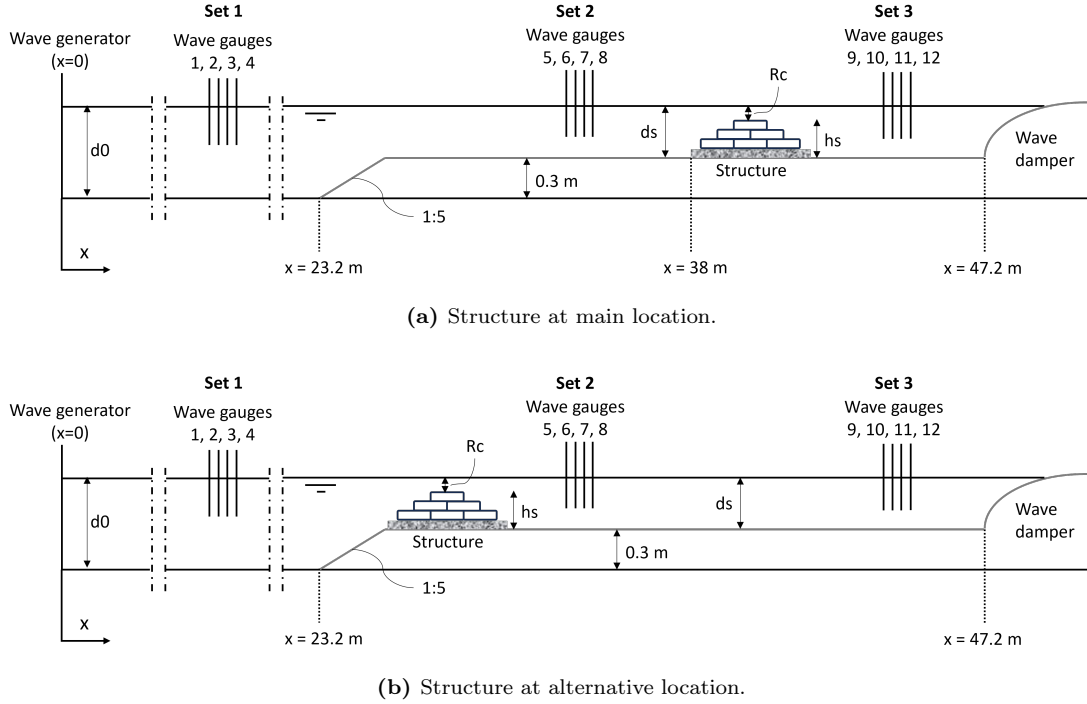 Set 1
Set 2
Set 3
Wave generator
(x=0)
Wave gauges
1, 2, 3, 4
Wave gauges
5, 6, 7, 8
Wave gauges
9, 10, 11, 12
Rc
d0
ds
hs
Wave
damper
Structure
0.3 m
1:5
x
x = 23.2 m
x = 38 m
x = 47.2 m
(a) Structure at main location.
Set 1
Set 2
Set 3
Wave generator
(x=0)
Wave gauges
1, 2, 3, 4
Wave gauges
5, 6, 7, 8
Wave gauges
9, 10, 11, 12
Rc
d0
hs
ds
Wave
damper
Structure
0.3 m
1:5
x
x = 23.2 m
x = 47.2 m
(b) Structure at alternative location.